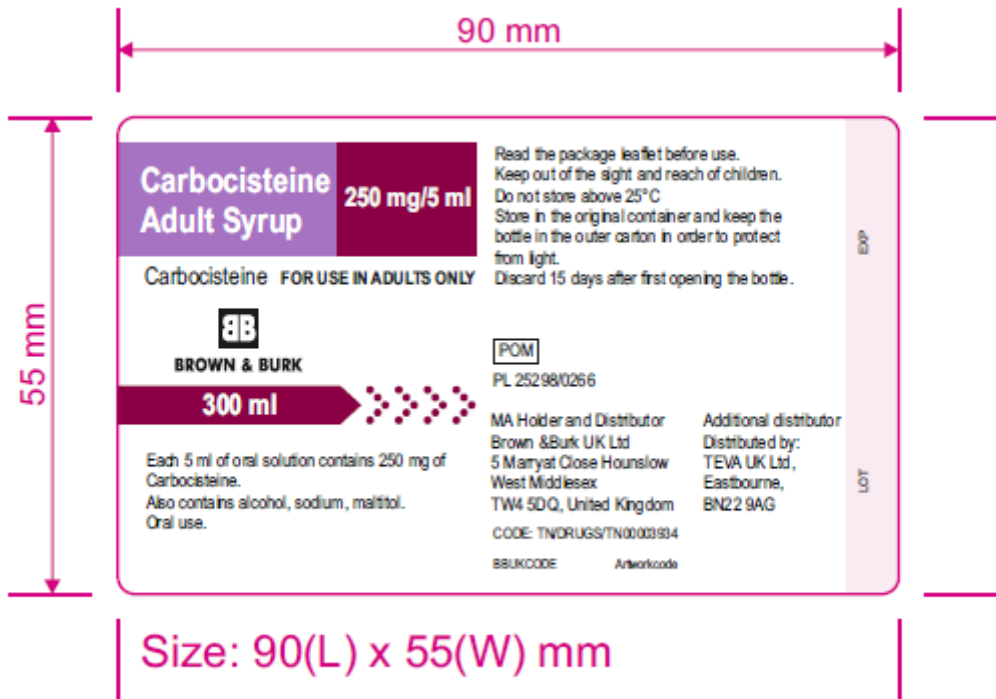 90 mm
55 mm
Carbocisteine
Adult Syrup
250 mg/5 ml
Carbocisteine FOR USE IN ADULTS ONLY
BB
BROWN & BURK
300 ml
Each 5 ml of oral solution contains 250 mg of
Carbocisteine.
Also contains alcohol, sodium, maltitol.
Oral use.
Read the package leaflet before use.
Keep out of the sight and reach of children.
Do not store above 25°C
Store in the original container and keep the
bottle in the outer carton in order to protect
from light.
Discard 15 days after first opening the bottle.
POM
PL 25298/0266
MA Holder and Distributor
Brown &Burk UK Ltd
5 Marryat Close Hounslow
West Middlesex
TW4 5DQ, United Kingdom
Additional distributor
Distributed by:
TEVA UK Ltd,
Eastbourne,
BN22 9AG
CODE: TN/DRUGS/TN00003934
BBUKCODE Artworkcode
EXP
LOT
Size: 90(L) x 55(W) mm